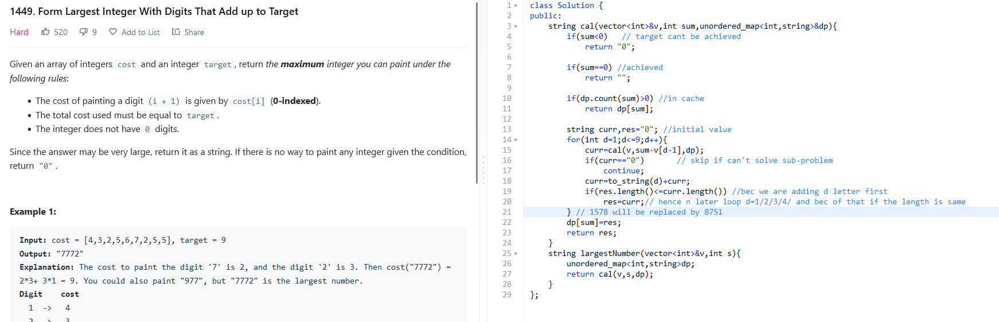 1449. Form Largest Integer With Digits That Add up to Target
Hard 520 9 Add to List Share
Given an array of integers cost and an integer target, return the maximum integer you can paint under the
following rules:
• The cost of painting a digit (i + 1) is given by cost[i] (0-indexed).
• The total cost used must be equal to target.
• The integer does not have 0 digits.
Since the answer may be very large, return it as a string. If there is no way to paint any integer given the condition,
return "0".
Example 1:
Input: cost = [4,3,2,5,6,7,2,5,5], target = 9
Output: "7772"
Explanation: The cost to paint the digit '7' is 2, and the digit '2' is 3. Then cost("7772") =
2*3+ 3*1 = 9. You could also paint "977", but "7772" is the largest number.
Digit cost
1 -> 4
2 -> 3
1 class Solution {
2 public:
3 string cal(vector<int>&v,int sum,unordered_map<int,string>&dp){
4 if(sum<0) // target cant be achieved
5 return "0";
6
7 if(sum==0) //achieved
8 return "";
9
10 if(dp.count(sum)>0) //in cache
11 return dp[sum];
12
13 string curr,res="0"; //initial value
14 for(int d=1;d<=9;d++){
15 curr=cal(v,sum-v[d-1],dp);
16 if(curr=="0") // skip if can't solve sub-problem
17 continue;
18 curr=to_string(d)+curr;
19 if(res.length()<=curr.length()) //bec we are adding d letter first
20 res=curr;// hence n later loop d=1/2/3/4/ and bec of that if the length is same
21 } // 1578 will be replaced by 8751
22 dp[sum]=res;
23 return res;
24 }
25 string largestNumber(vector<int>&v,int s){
26 unordered_map<int,string>dp;
27 return cal(v,s,dp);
28 }
29 };